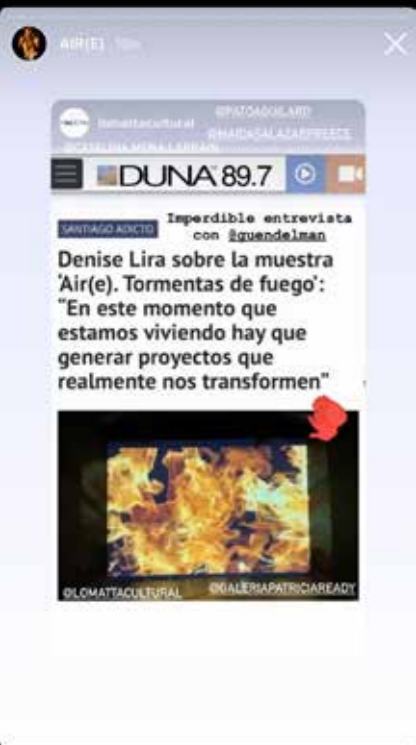 AIR(E)
lomattacultural
@PATOAGUILARD
@MAIDASALAZARPREECE
DUNA 89.7
SANTIAGO ADICTO
Imperdible entrevista
con @guendelman
Denise Lira sobre la muestra
'Air(e). Tormentas de fuego':
"En este momento que
estamos viviendo hay que
generar proyectos que
realmente nos transformen"
@LOMATTACULTURAL
@GALERIAPATRICIAREADY